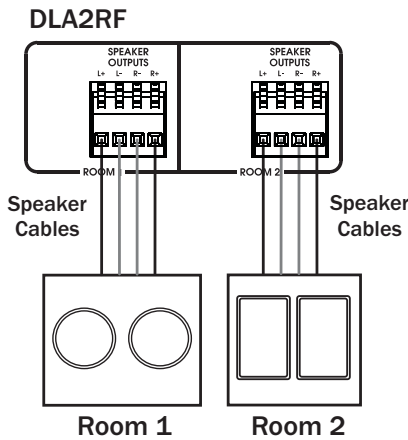 DLA2RF
SPEAKER
OUTPUTS
L+ L- R- R+
SPEAKER
OUTPUTS
L+ L- R- R+
ROOM 1
ROOM 2
Speaker
Cables
Speaker
Cables
Room 1
Room 2